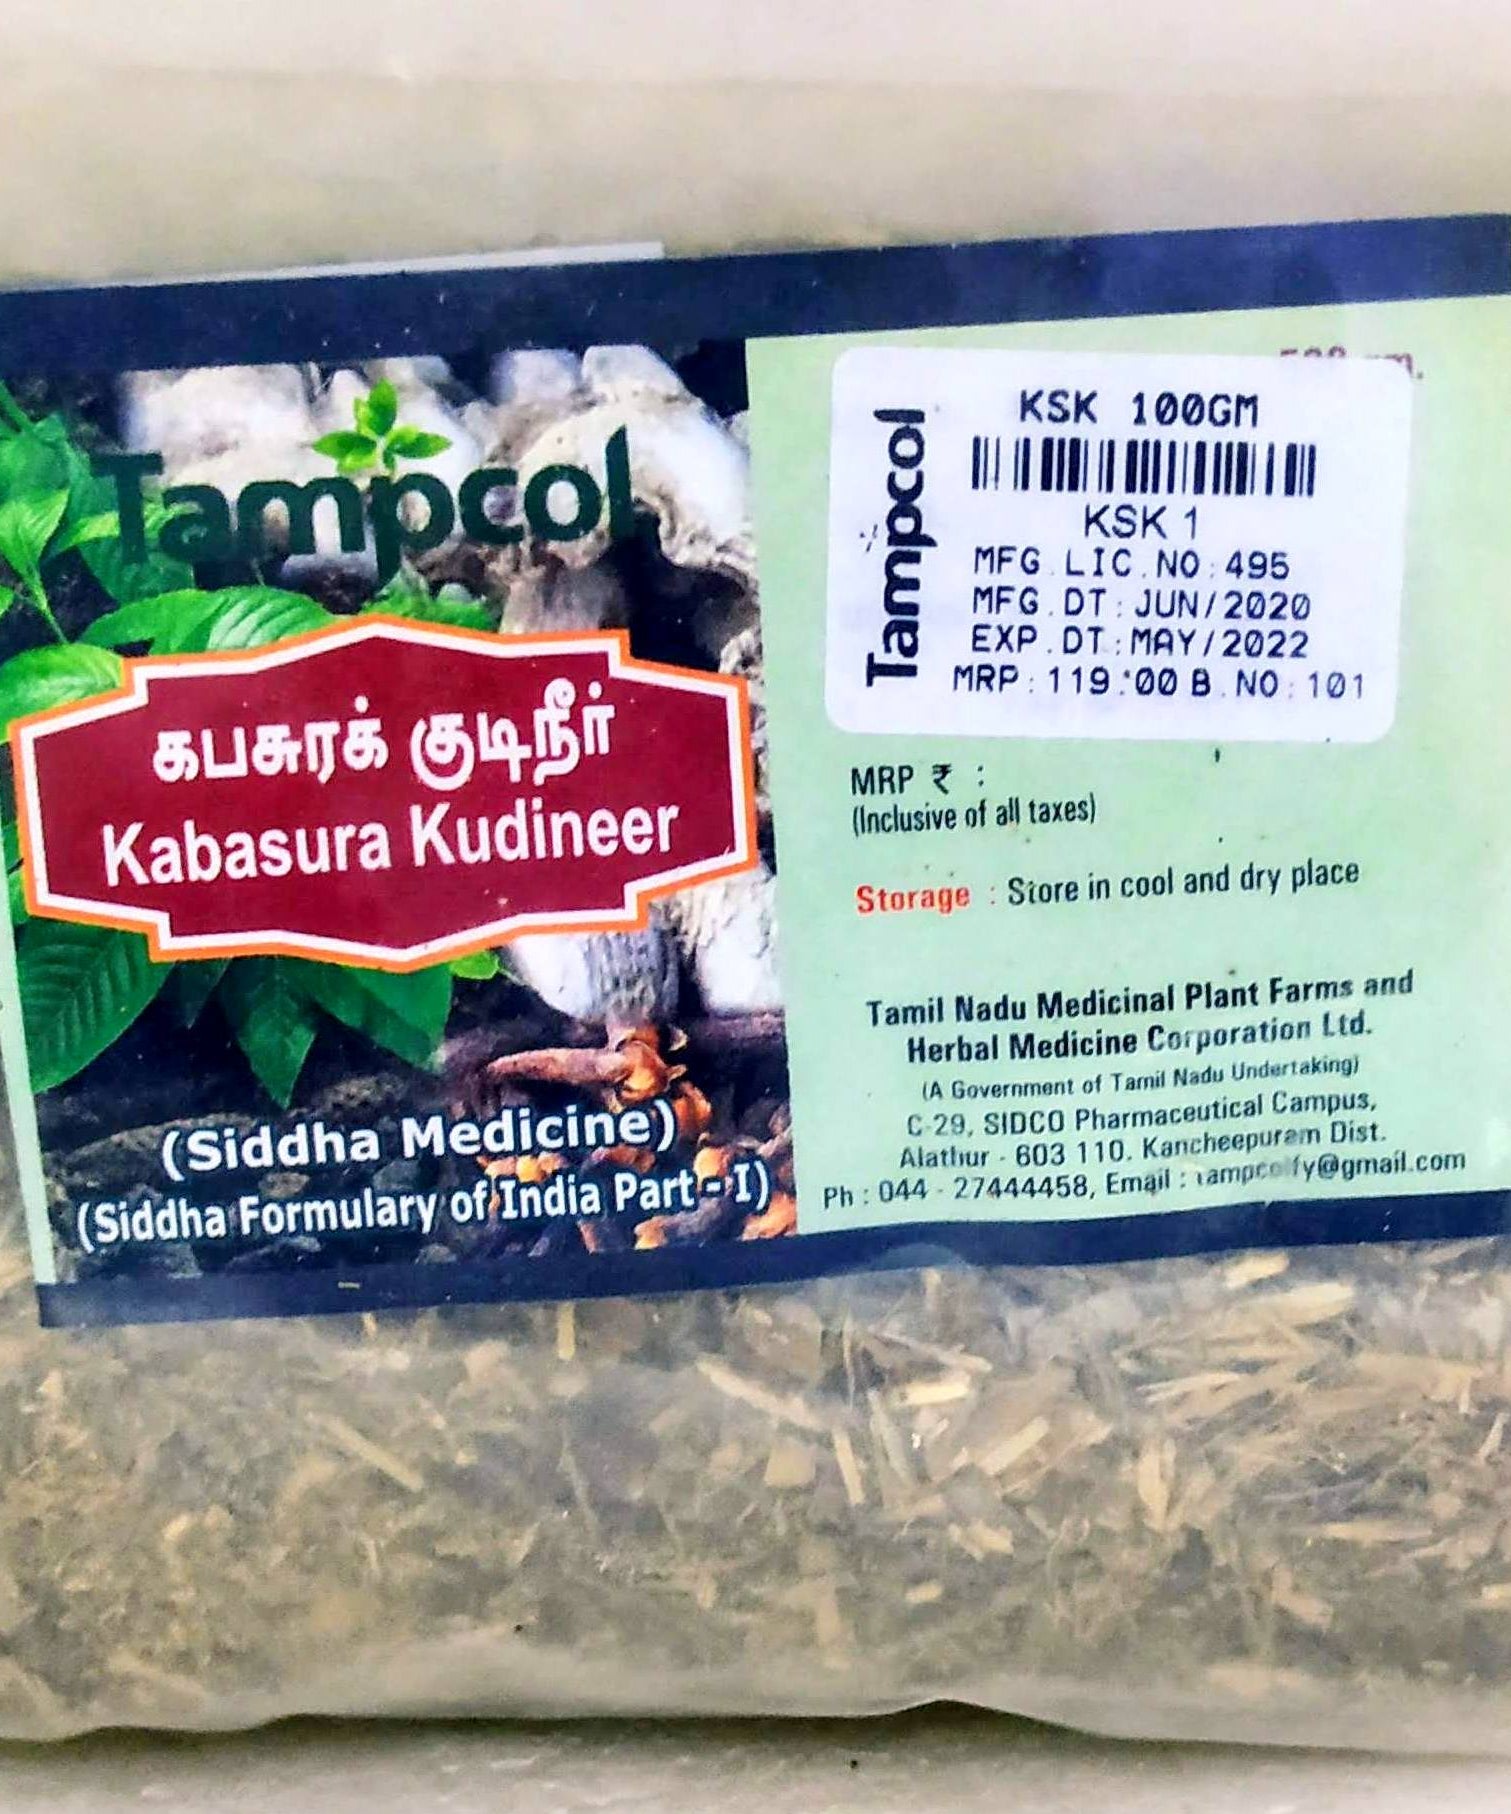 Tampcol
கபசுரக் குடிநீர்
Kabasura Kudineer
(Siddha Medicine)
(Siddha Formulary of India Part - I)
Tampcol
KSK 100GM
KSK 1
MFG.LIC.NO:495
MFG.DT:JUN/2020
EXP.DT:MAY/2022
MRP:119.00 B.NO:101
MRP ₹ :
(Inclusive of all taxes)
Storage : Store in cool and dry place
Tamil Nadu Medicinal Plant Farms and
Herbal Medicine Corporation Ltd.
(A Government of Tamil Nadu Undertaking)
C-29, SIDCO Pharmaceutical Campus,
Alathur - 603 110. Kancheepuram Dist.
Ph : 044 - 27444458, Email :